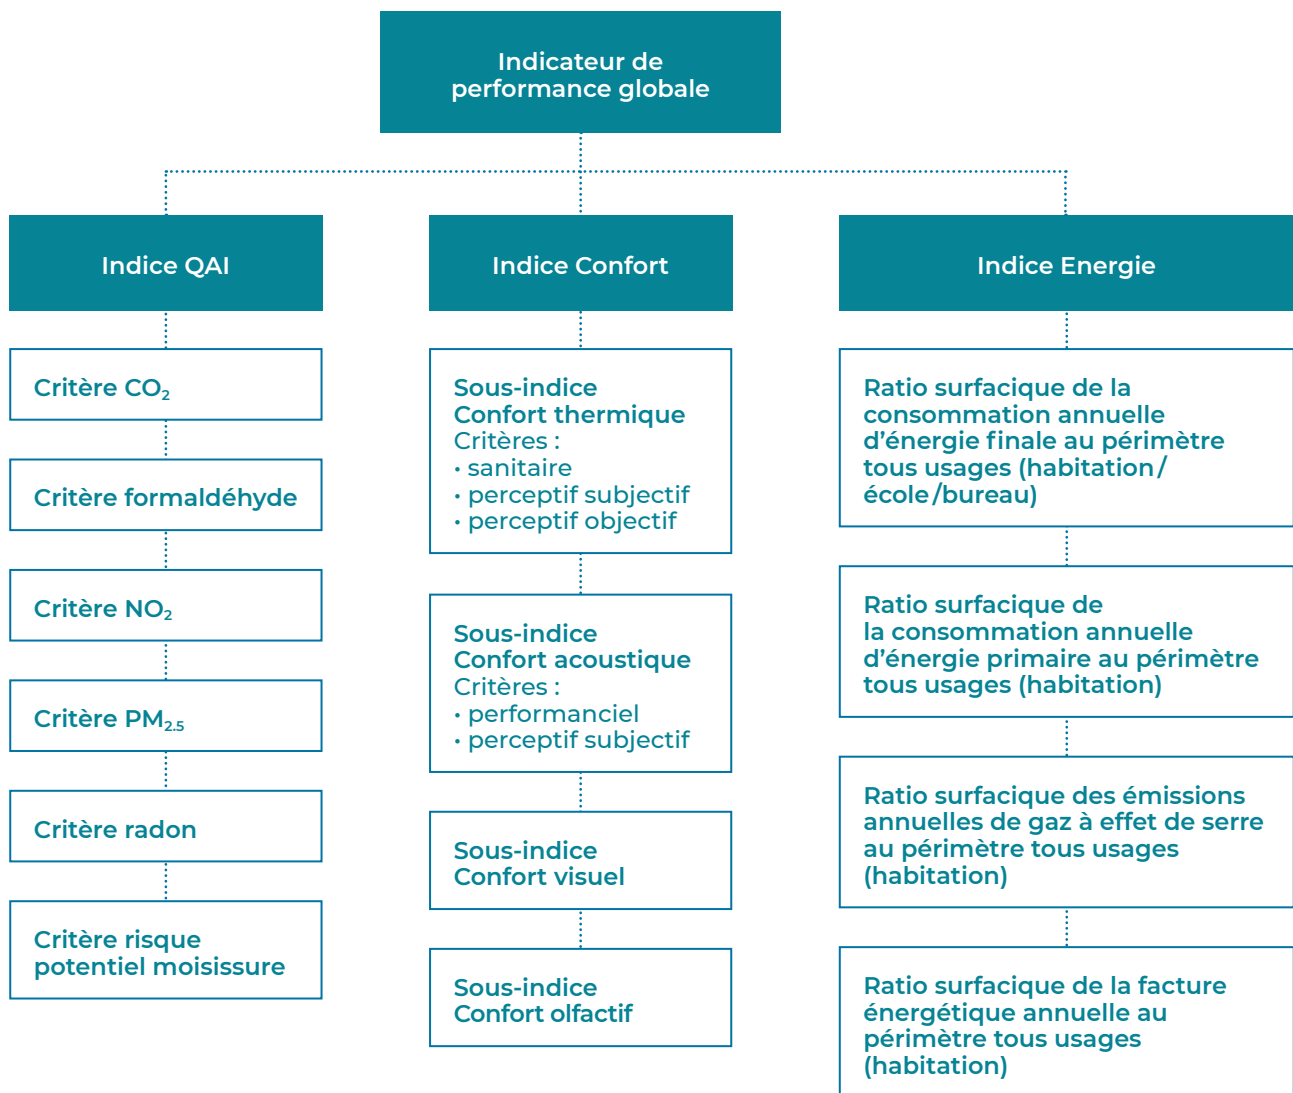 Indicateur de
performance globale
Indice QAI
Critère CO₂
Critère formaldéhyde
Critère NO₂
Critère PM₂.₅
Critère radon
Critère risque
potentiel moisissure
Indice Confort
Sous-indice
Confort thermique
Critères :
• sanitaire
• perceptif subjectif
• perceptif objectif
Sous-indice
Confort acoustique
Critères :
• performanciel
• perceptif subjectif
Sous-indice
Confort visuel
Sous-indice
Confort olfactif
Indice Energie
Ratio surfacique de la
consommation annuelle
d’énergie finale au périmètre
tous usages (habitation/
école/bureau)
Ratio surfacique de
la consommation annuelle
d’énergie primaire au périmètre
tous usages (habitation)
Ratio surfacique des émissions
annuelles de gaz à effet de serre
au périmètre tous usages
(habitation)
Ratio surfacique de la facture
énergétique annuelle au
périmètre tous usages
(habitation)